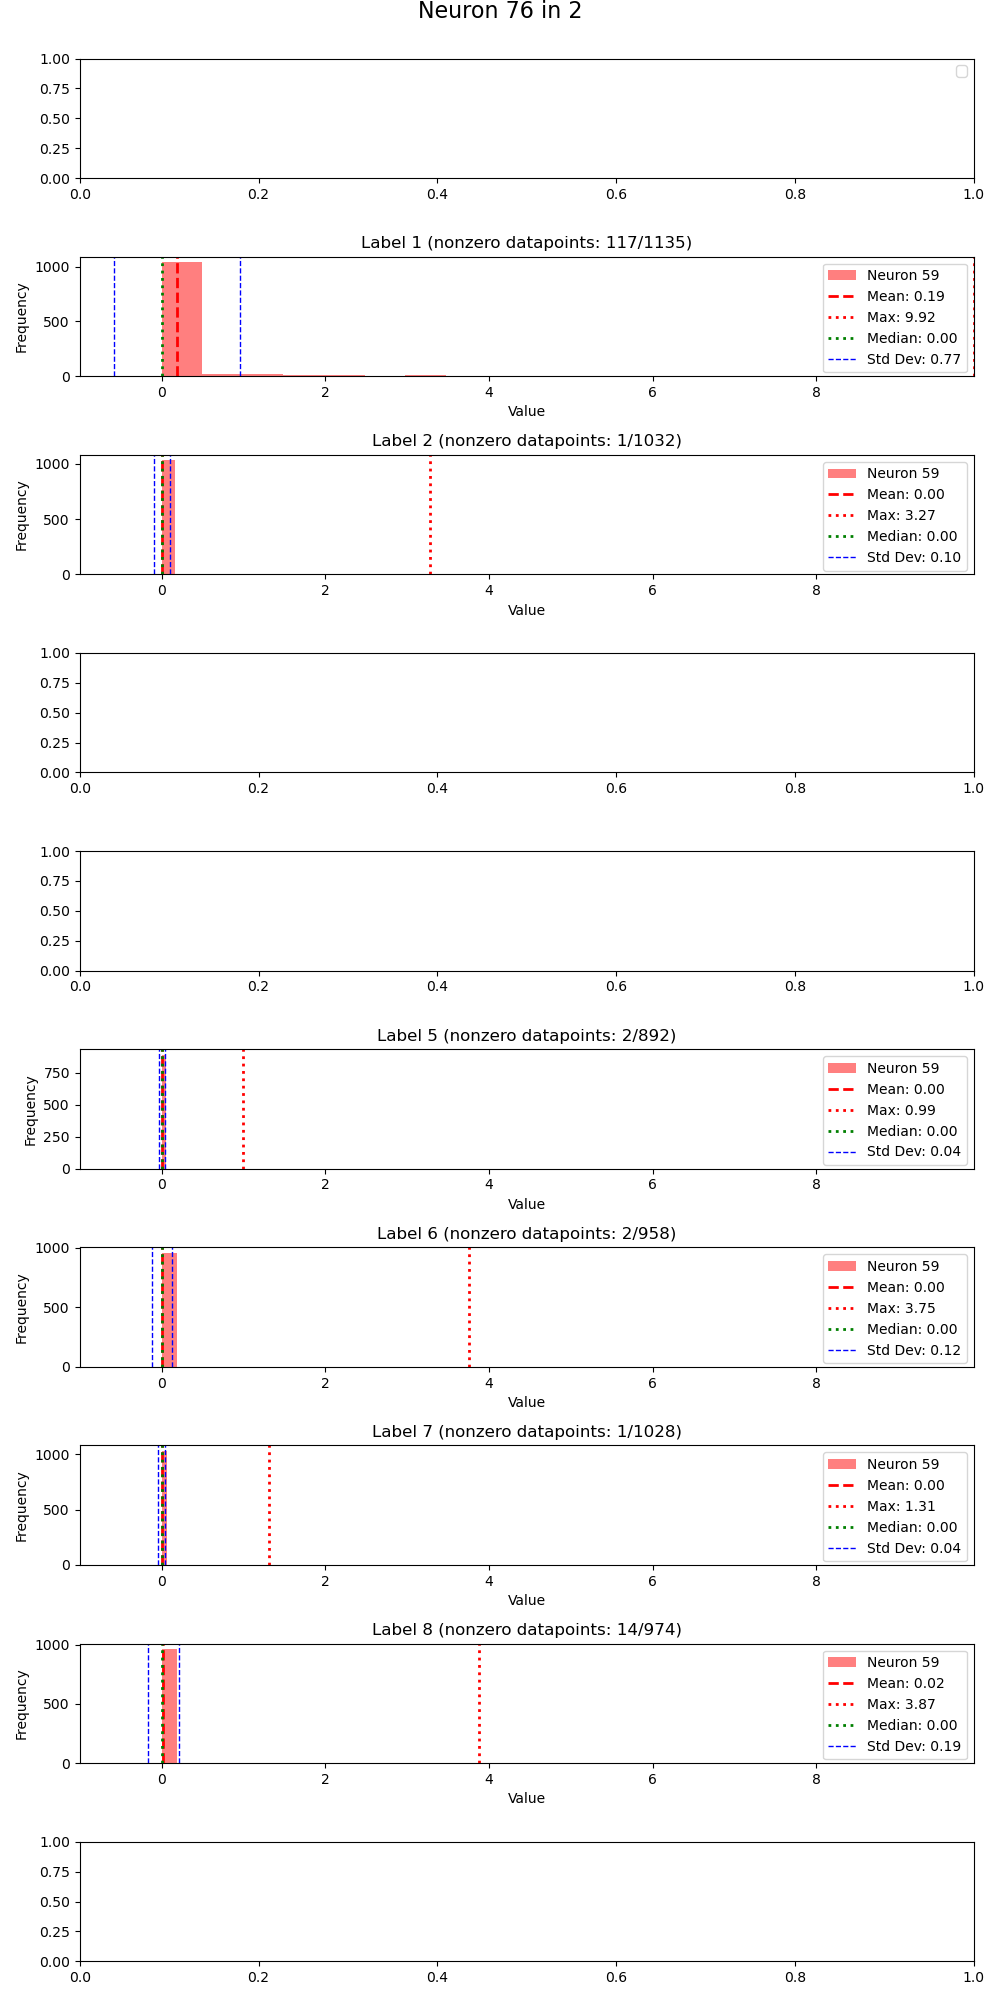 Neuron 76 in 2
1.00
0.75
0.50
0.25
0.00
0.0 0.2 0.4 0.6 0.8 1.0
Label 1 (nonzero datapoints: 117/1135)
Frequency
1000
500
0
Neuron 59
Mean: 0.19
Max: 9.92
Median: 0.00
Std Dev: 0.77
0 2 4 6 8
Value
Label 2 (nonzero datapoints: 1/1032)
Frequency
1000
500
0
Neuron 59
Mean: 0.00
Max: 3.27
Median: 0.00
Std Dev: 0.10
0 2 4 6 8
Value
1.00
0.75
0.50
0.25
0.00
0.0 0.2 0.4 0.6 0.8 1.0
1.00
0.75
0.50
0.25
0.00
0.0 0.2 0.4 0.6 0.8 1.0
Label 5 (nonzero datapoints: 2/892)
Frequency
750
500
250
0
Neuron 59
Mean: 0.00
Max: 0.99
Median: 0.00
Std Dev: 0.04
0 2 4 6 8
Value
Label 6 (nonzero datapoints: 2/958)
Frequency
1000
500
0
Neuron 59
Mean: 0.00
Max: 3.75
Median: 0.00
Std Dev: 0.12
0 2 4 6 8
Value
Label 7 (nonzero datapoints: 1/1028)
Frequency
1000
500
0
Neuron 59
Mean: 0.00
Max: 1.31
Median: 0.00
Std Dev: 0.04
0 2 4 6 8
Value
Label 8 (nonzero datapoints: 14/974)
Frequency
1000
500
0
Neuron 59
Mean: 0.02
Max: 3.87
Median: 0.00
Std Dev: 0.19
0 2 4 6 8
Value
1.00
0.75
0.50
0.25
0.00
0.0 0.2 0.4 0.6 0.8 1.0